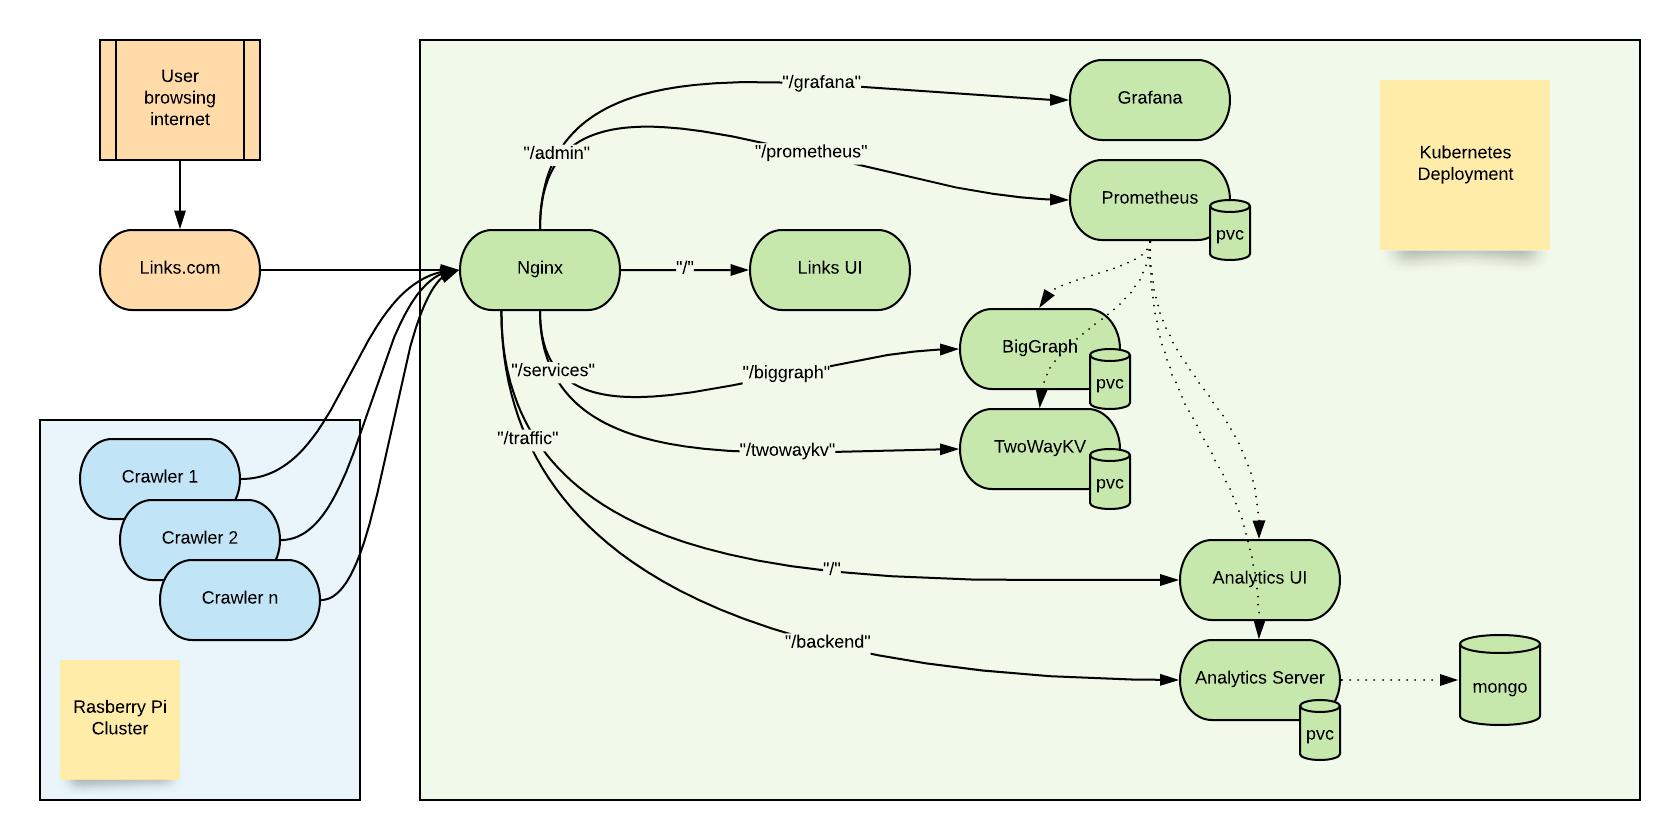 User
browsing
internet
Links.com
"/grafana"
Grafana
"/admin"
"/prometheus"
Prometheus
pvc
Kubernetes
Deployment
Nginx
"/"
Links UI
"/services"
"/biggraph"
BigGraph
pvc
"/traffic"
"/twowaykv"
TwoWayKV
pvc
"/"
Analytics UI
"/backend"
Analytics Server
pvc
mongo
Crawler 1
Crawler 2
Crawler n
Rasberry Pi
Cluster